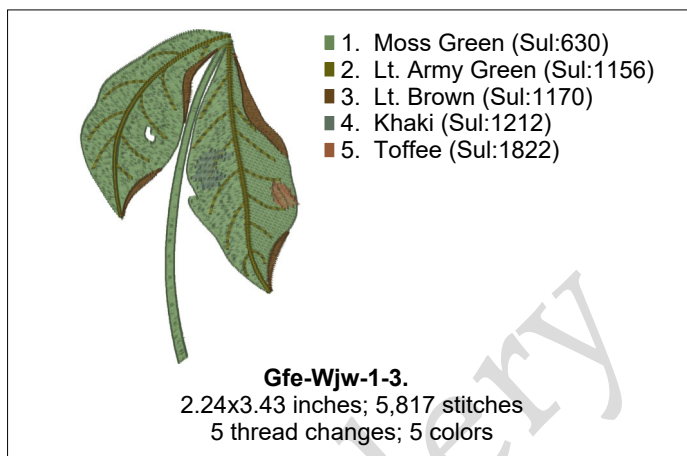 1. Moss Green (Sul:630)
2. Lt. Army Green (Sul:1156)
3. Lt. Brown (Sul:1170)
4. Khaki (Sul:1212)
5. Toffee (Sul:1822)
Gfe-Wjw-1-3.
2.24x3.43 inches; 5,817 stitches
5 thread changes; 5 colors